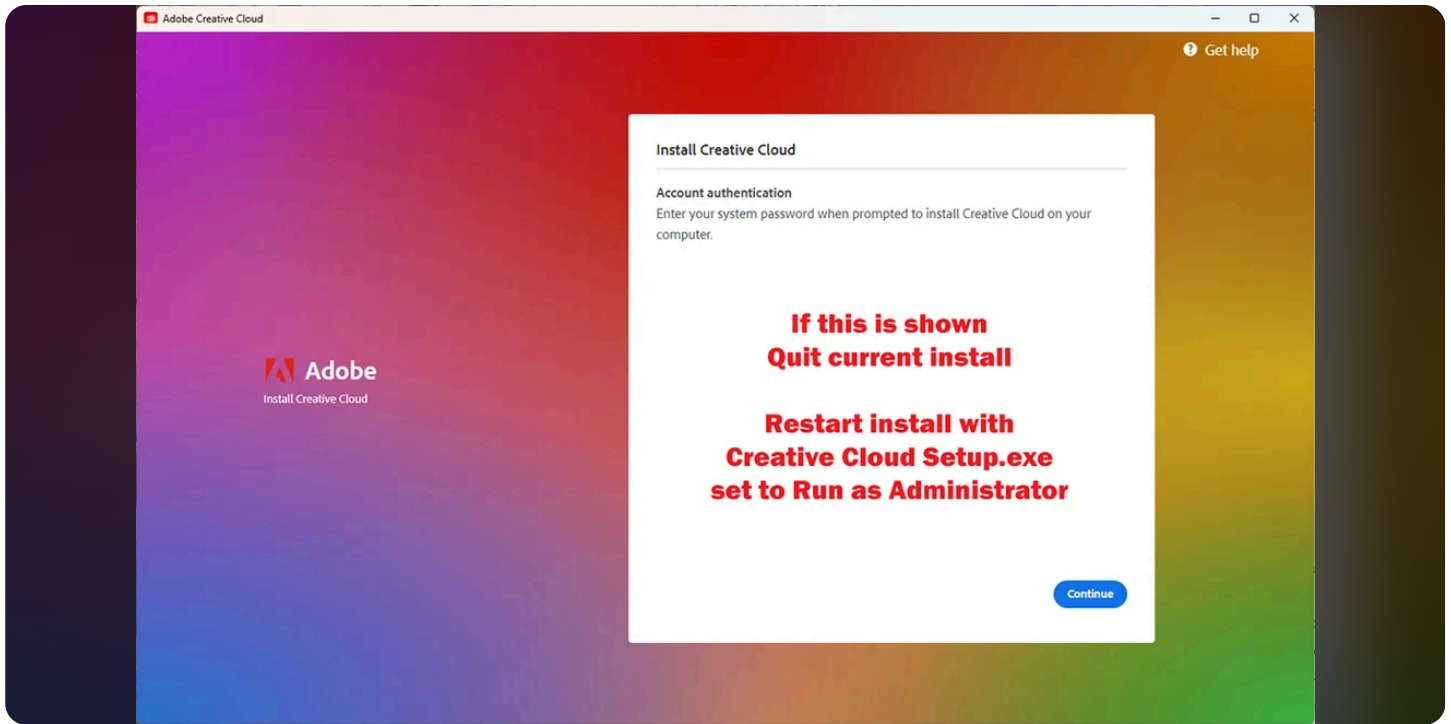 Adobe Creative Cloud
Get help
Install Creative Cloud
Account authentication
Enter your system password when prompted to install Creative Cloud on your
computer.
If this is shown
Quit current install
Restart install with
Creative Cloud Setup.exe
set to Run as Administrator
Adobe
Install Creative Cloud
Continue